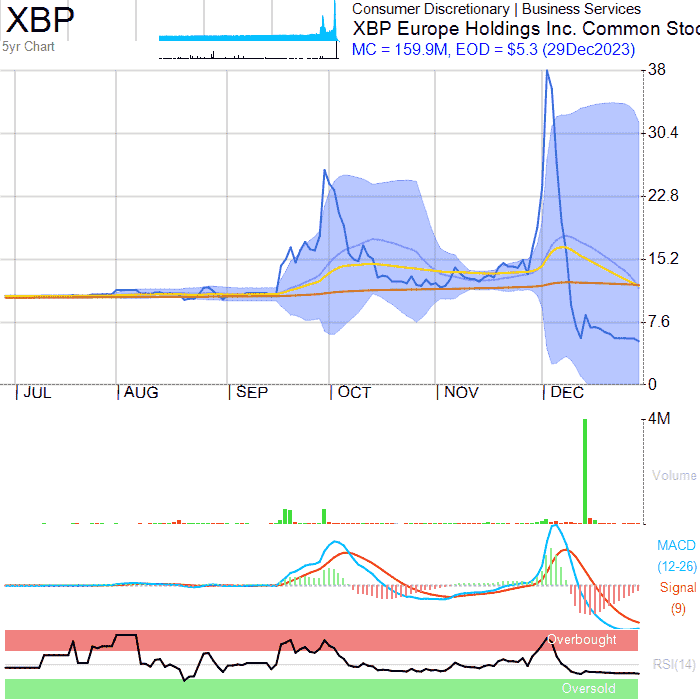 XBP
5yr Chart
Consumer Discretionary | Business Services
XBP Europe Holdings Inc. Common Stoc
MC = 159.9M, EOD = $5.3 (29Dec2023)
38
30.4
22.8
15.2
7.6
0
JUL AUG SEP OCT NOV DEC
4M
Volume
MACD
(12-26)
Signal
(9)
Overbought
RSI(14)
Oversold